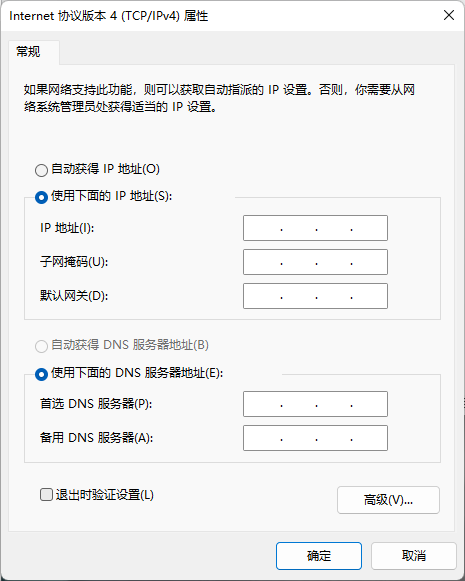 Internet 协议版本 4 (TCP/IPv4) 属性
常规
如果网络支持此功能，则可以获取自动指派的 IP 设置。否则，你需要从网
络系统管理员处获得适当的 IP 设置。
自动获得 IP 地址(O)
使用下面的 IP 地址(S):
IP 地址(I):
. . .
子网掩码(U):
. . .
默认网关(D):
. . .
自动获得 DNS 服务器地址(B)
使用下面的 DNS 服务器地址(E):
首选 DNS 服务器(P):
. . .
备用 DNS 服务器(A):
. . .
退出时验证设置(L)
高级(V)...
确定
取消